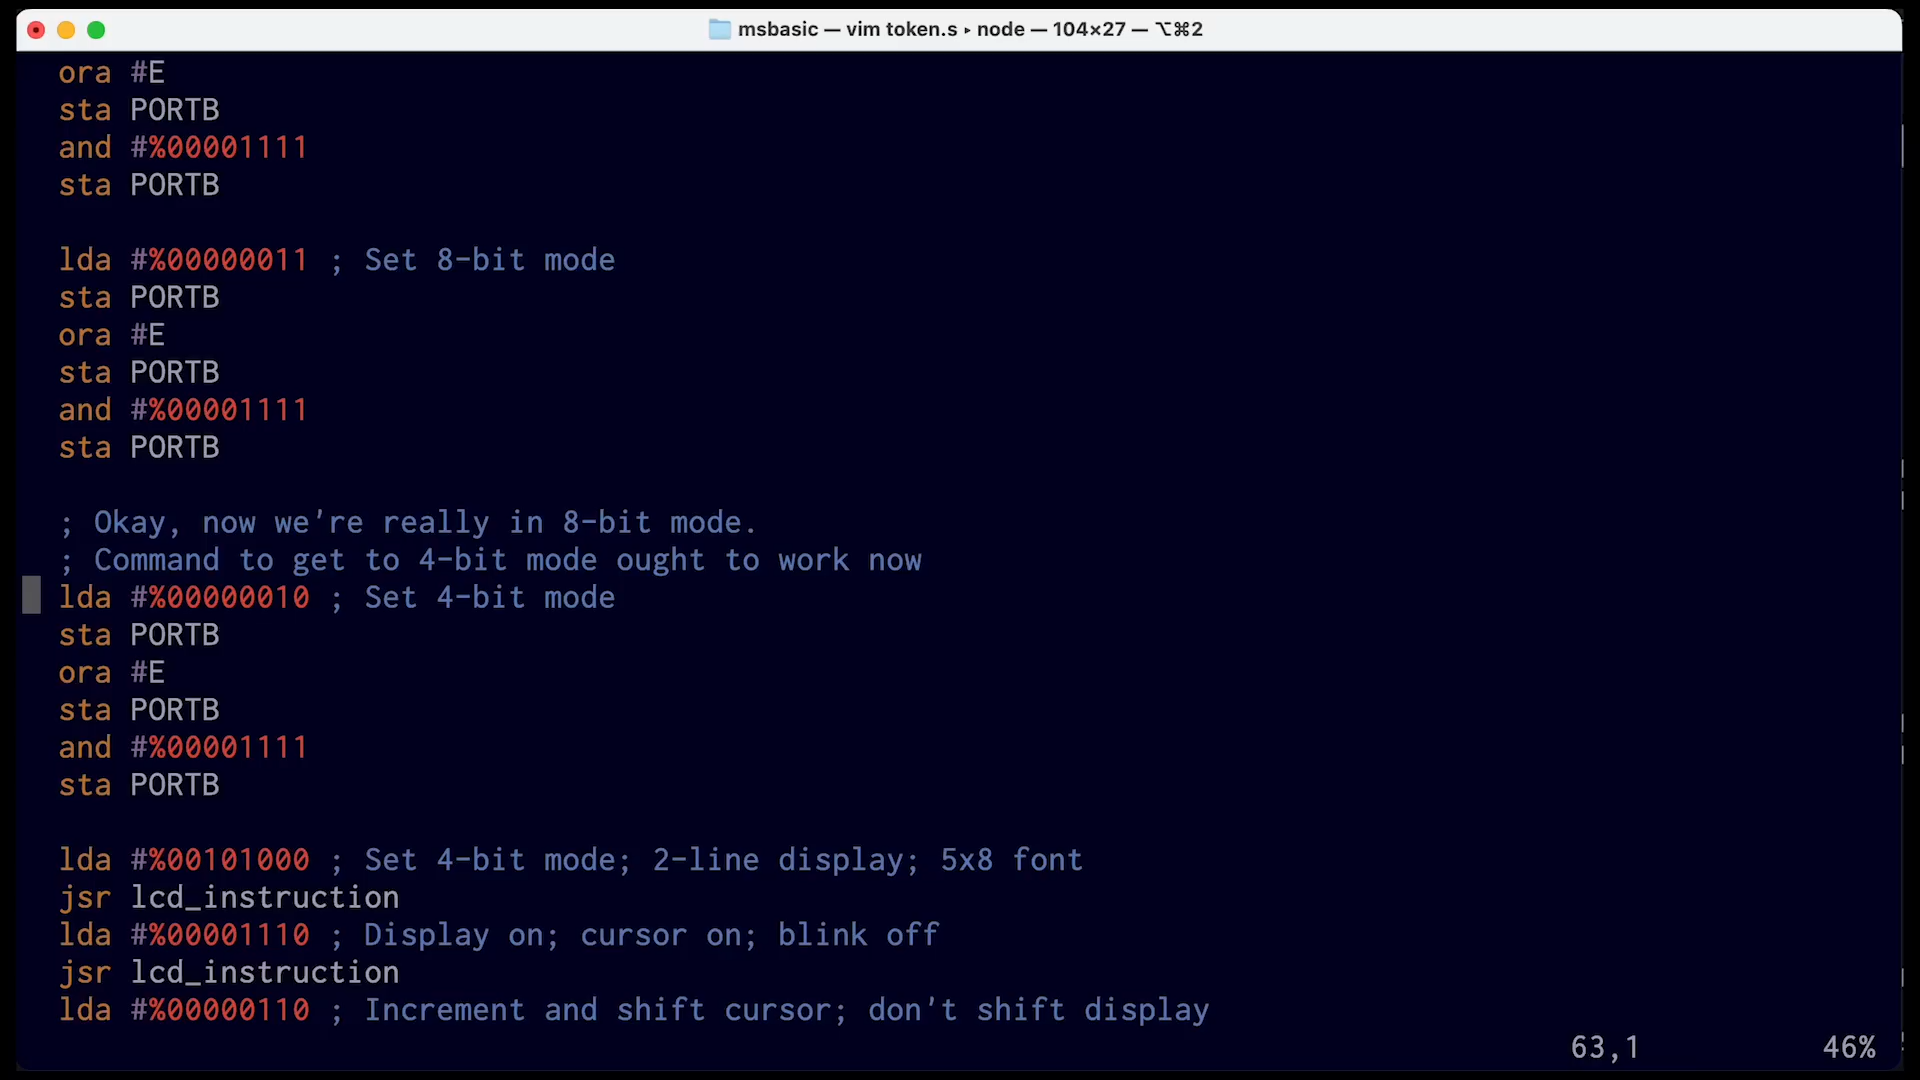 msbasic — vim token.s ▸ node — 104×27 — ⌥⌘2
ora #E
sta PORTB
and #%00001111
sta PORTB
lda #%00000011 ; Set 8-bit mode
sta PORTB
ora #E
sta PORTB
and #%00001111
sta PORTB
; Okay, now we're really in 8-bit mode.
; Command to get to 4-bit mode ought to work now
lda #%00000010 ; Set 4-bit mode
sta PORTB
ora #E
sta PORTB
and #%00001111
sta PORTB
lda #%00101000 ; Set 4-bit mode; 2-line display; 5x8 font
jsr lcd_instruction
lda #%00001110 ; Display on; cursor on; blink off
jsr lcd_instruction
lda #%00000110 ; Increment and shift cursor; don't shift display
63,1 46%